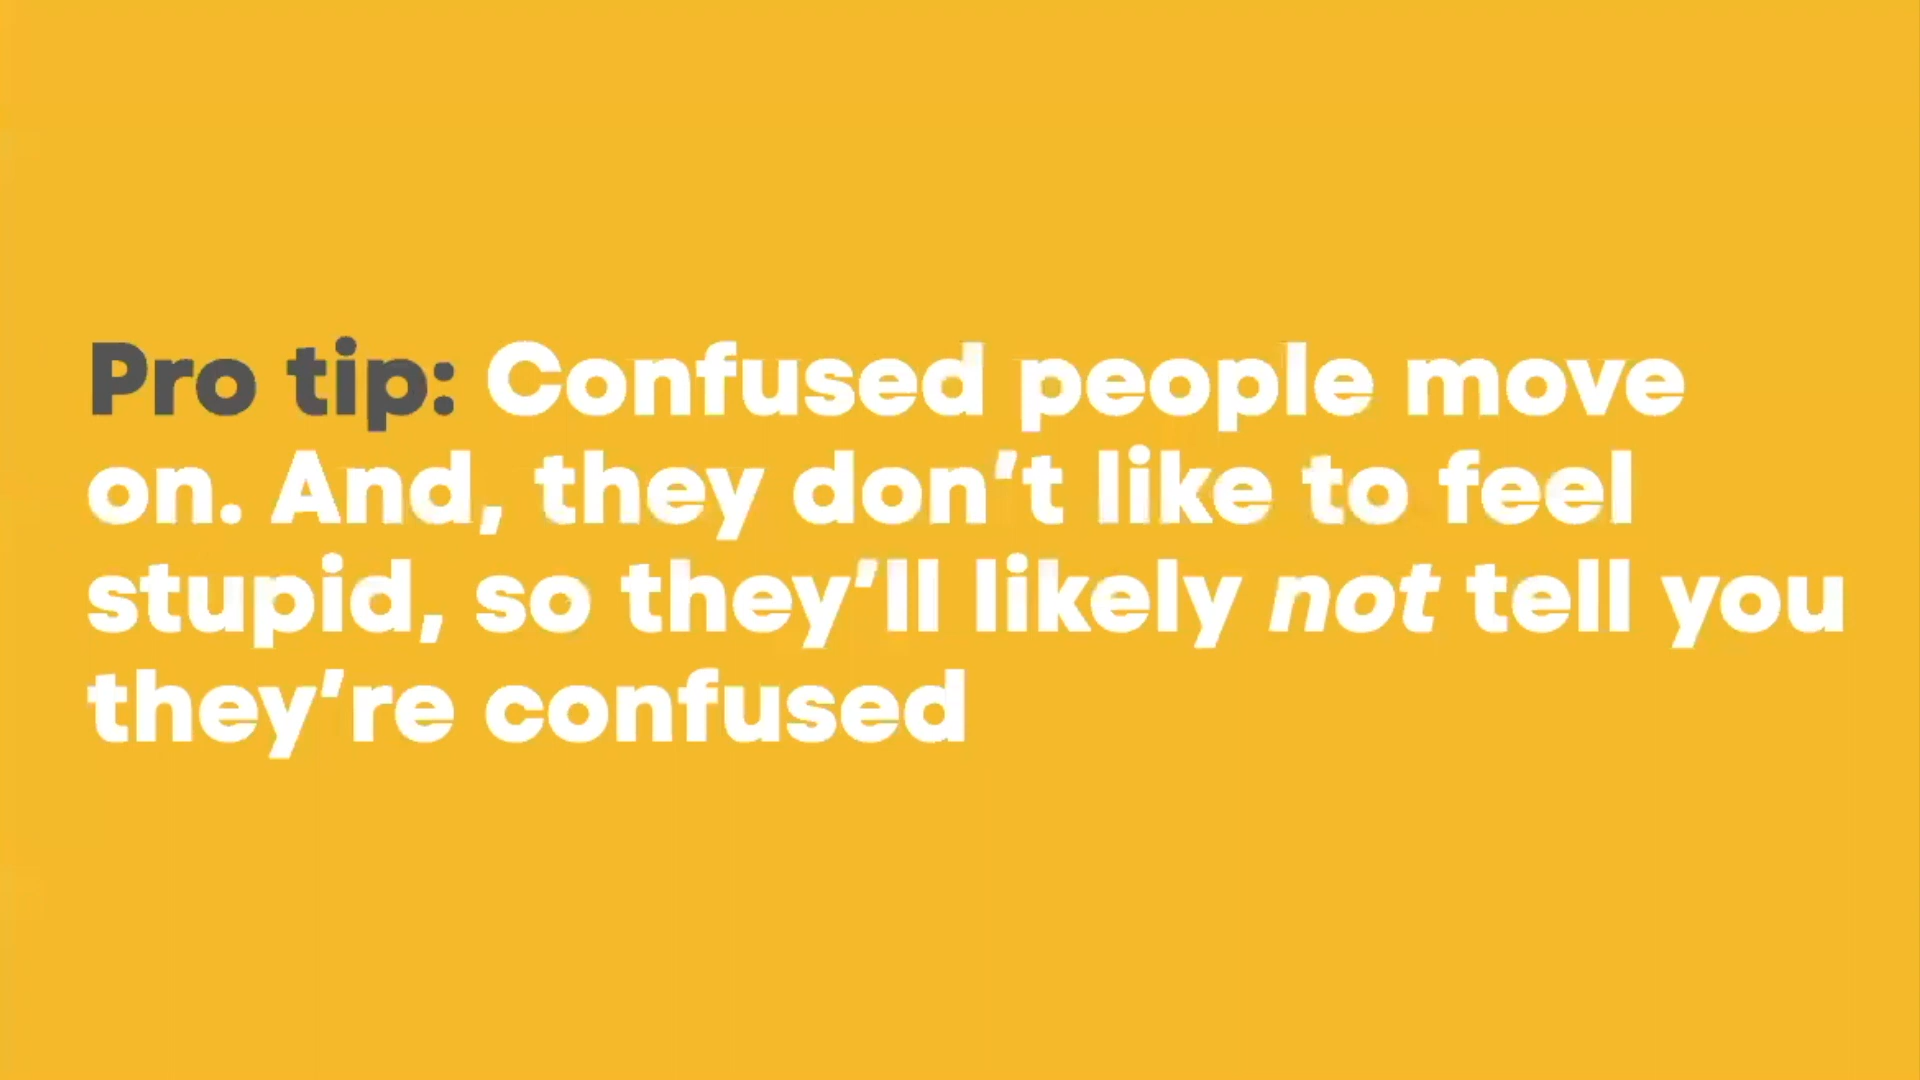 Pro tip: Confused people move
on. And, they don’t like to feel
stupid, so they’ll likely not tell you
they’re confused